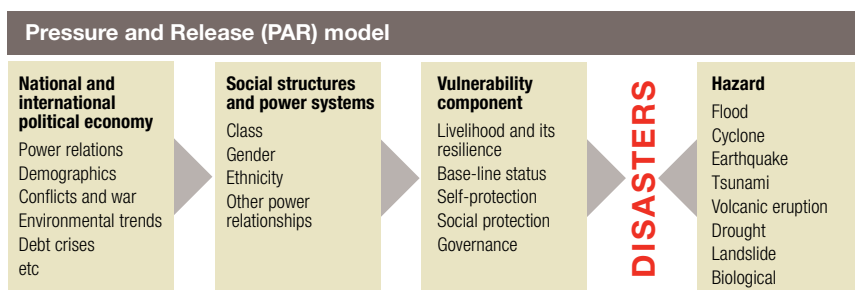 Pressure and Release (PAR) model
National and
international
political economy
Power relations
Demographics
Conflicts and war
Environmental trends
Debt crises
etc
Social structures
and power systems
Class
Gender
Ethnicity
Other power
relationships
Vulnerability
component
Livelihood and its
resilience
Base-line status
Self-protection
Social protection
Governance
DISASTERS
Hazard
Flood
Cyclone
Earthquake
Tsunami
Volcanic eruption
Drought
Landslide
Biological